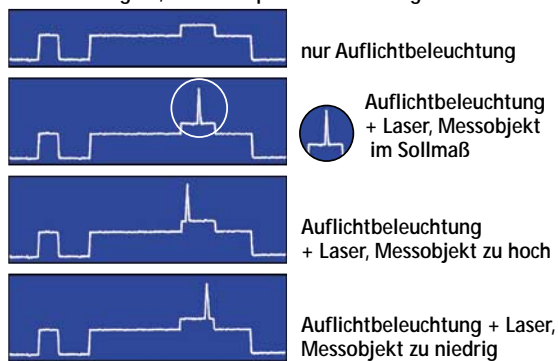 nur Auflichtbeleuchtung
Auflichtbeleuchtung
+ Laser, Messobjekt
im Sollmaß
Auflichtbeleuchtung
+ Laser, Messobjekt zu hoch
Auflichtbeleuchtung + Laser,
Messobjekt zu niedrig